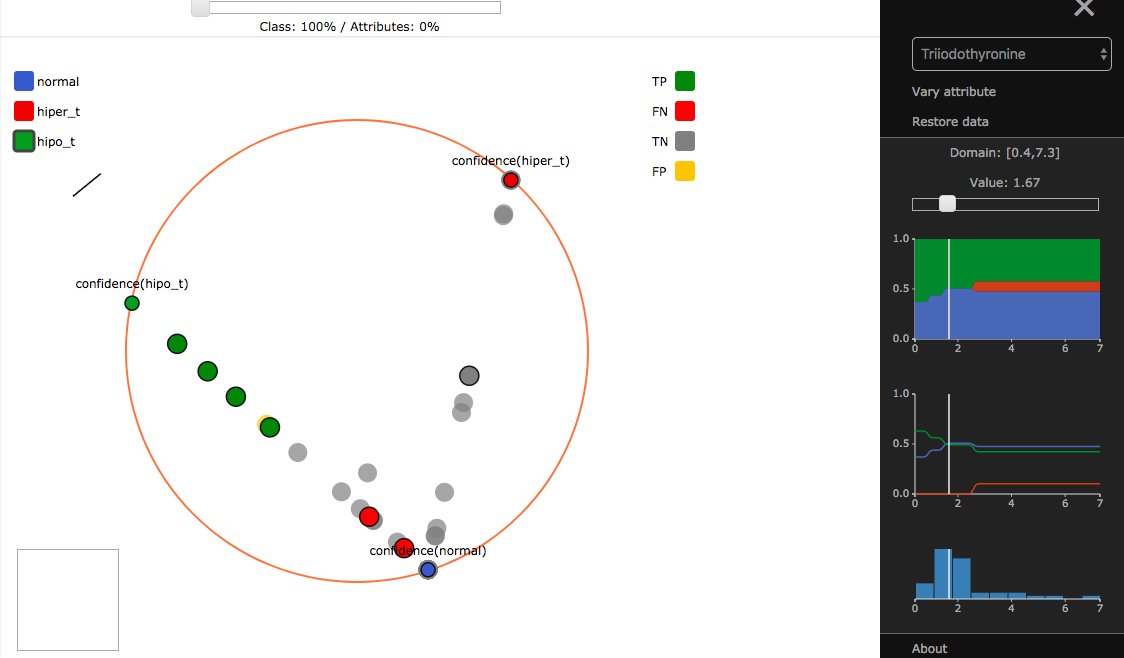 Class: 100% / Attributes: 0%
normal
hiper_t
hipo_t
TP
FN
TN
FP
confidence(hiper_t)
confidence(hipo_t)
confidence(normal)
Triiodothyronine
Vary attribute
Restore data
Domain: [0.4,7.3]
Value: 1.67
1.0
0.5
0.0
0 2 4 6 7
1.0
0.5
0.0
0 2 4 6 7
0 2 4 6 7
About